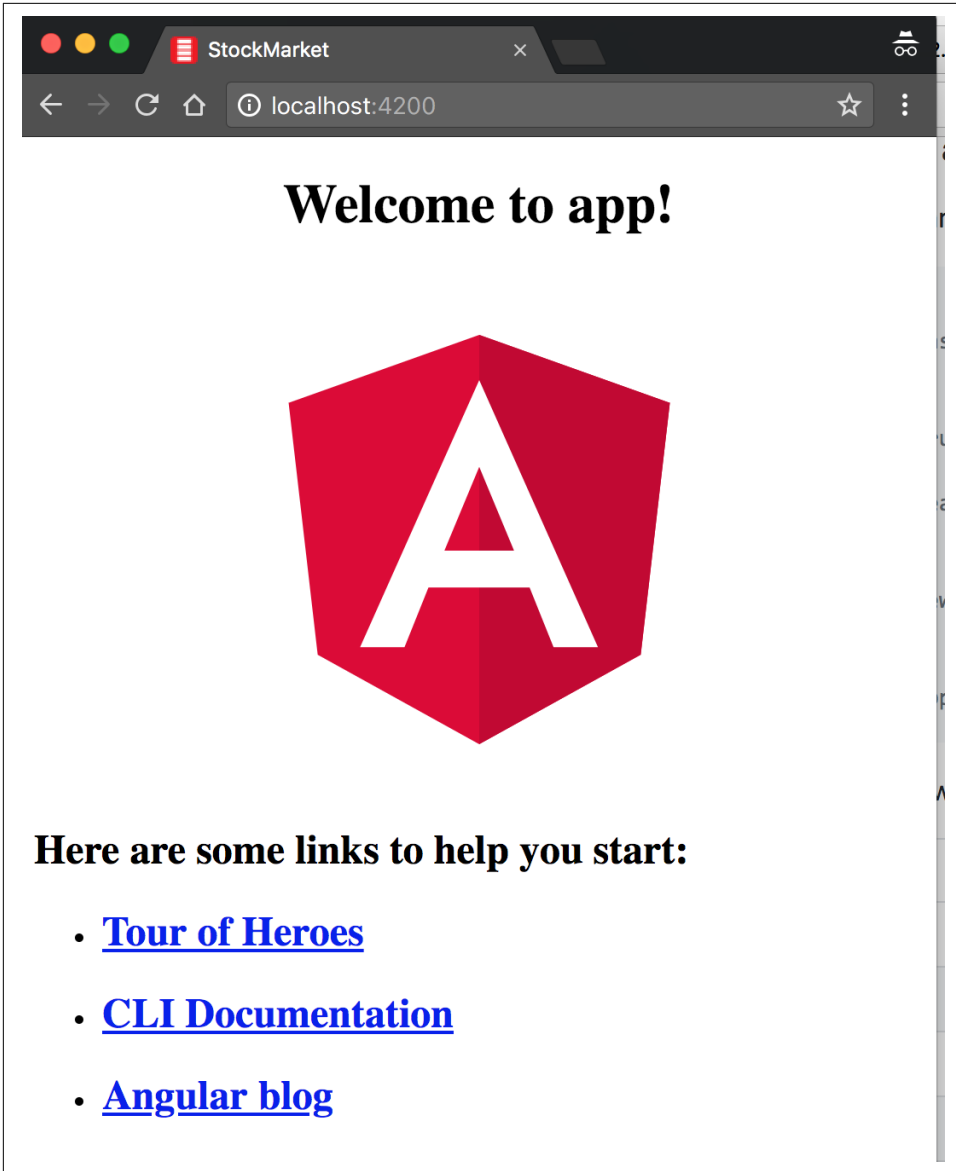 StockMarket
localhost:4200
Welcome to app!
A
Here are some links to help you start:
Tour of Heroes
CLI Documentation
Angular blog